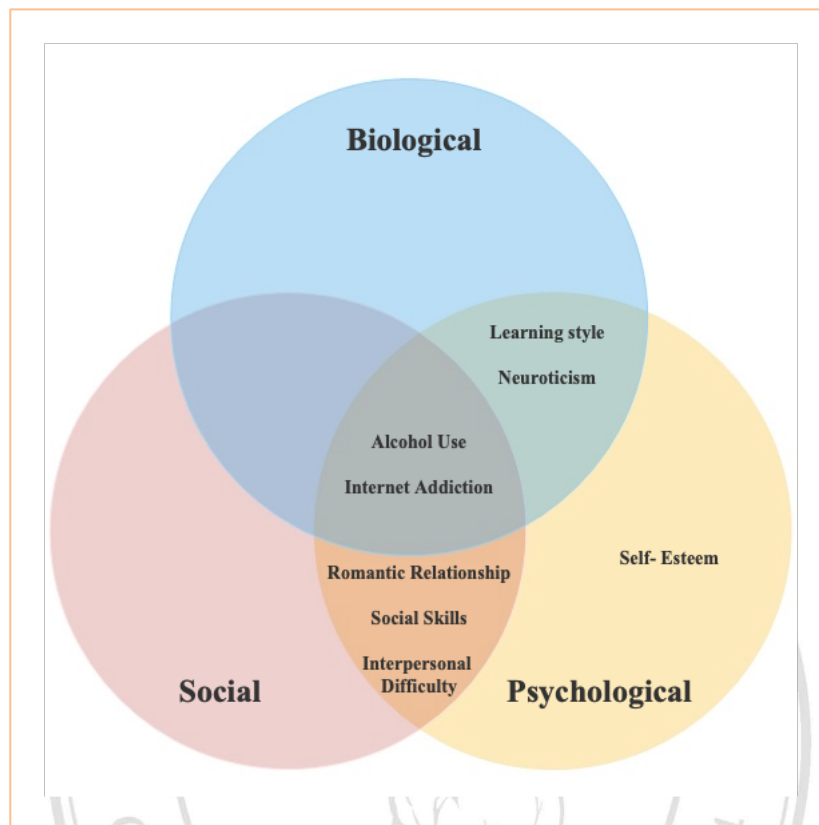 Biological
Learning style
Neuroticism
Alcohol Use
Internet Addiction
Romantic Relationship
Self- Esteem
Social Skills
Interpersonal
Difficulty
Social
Psychological